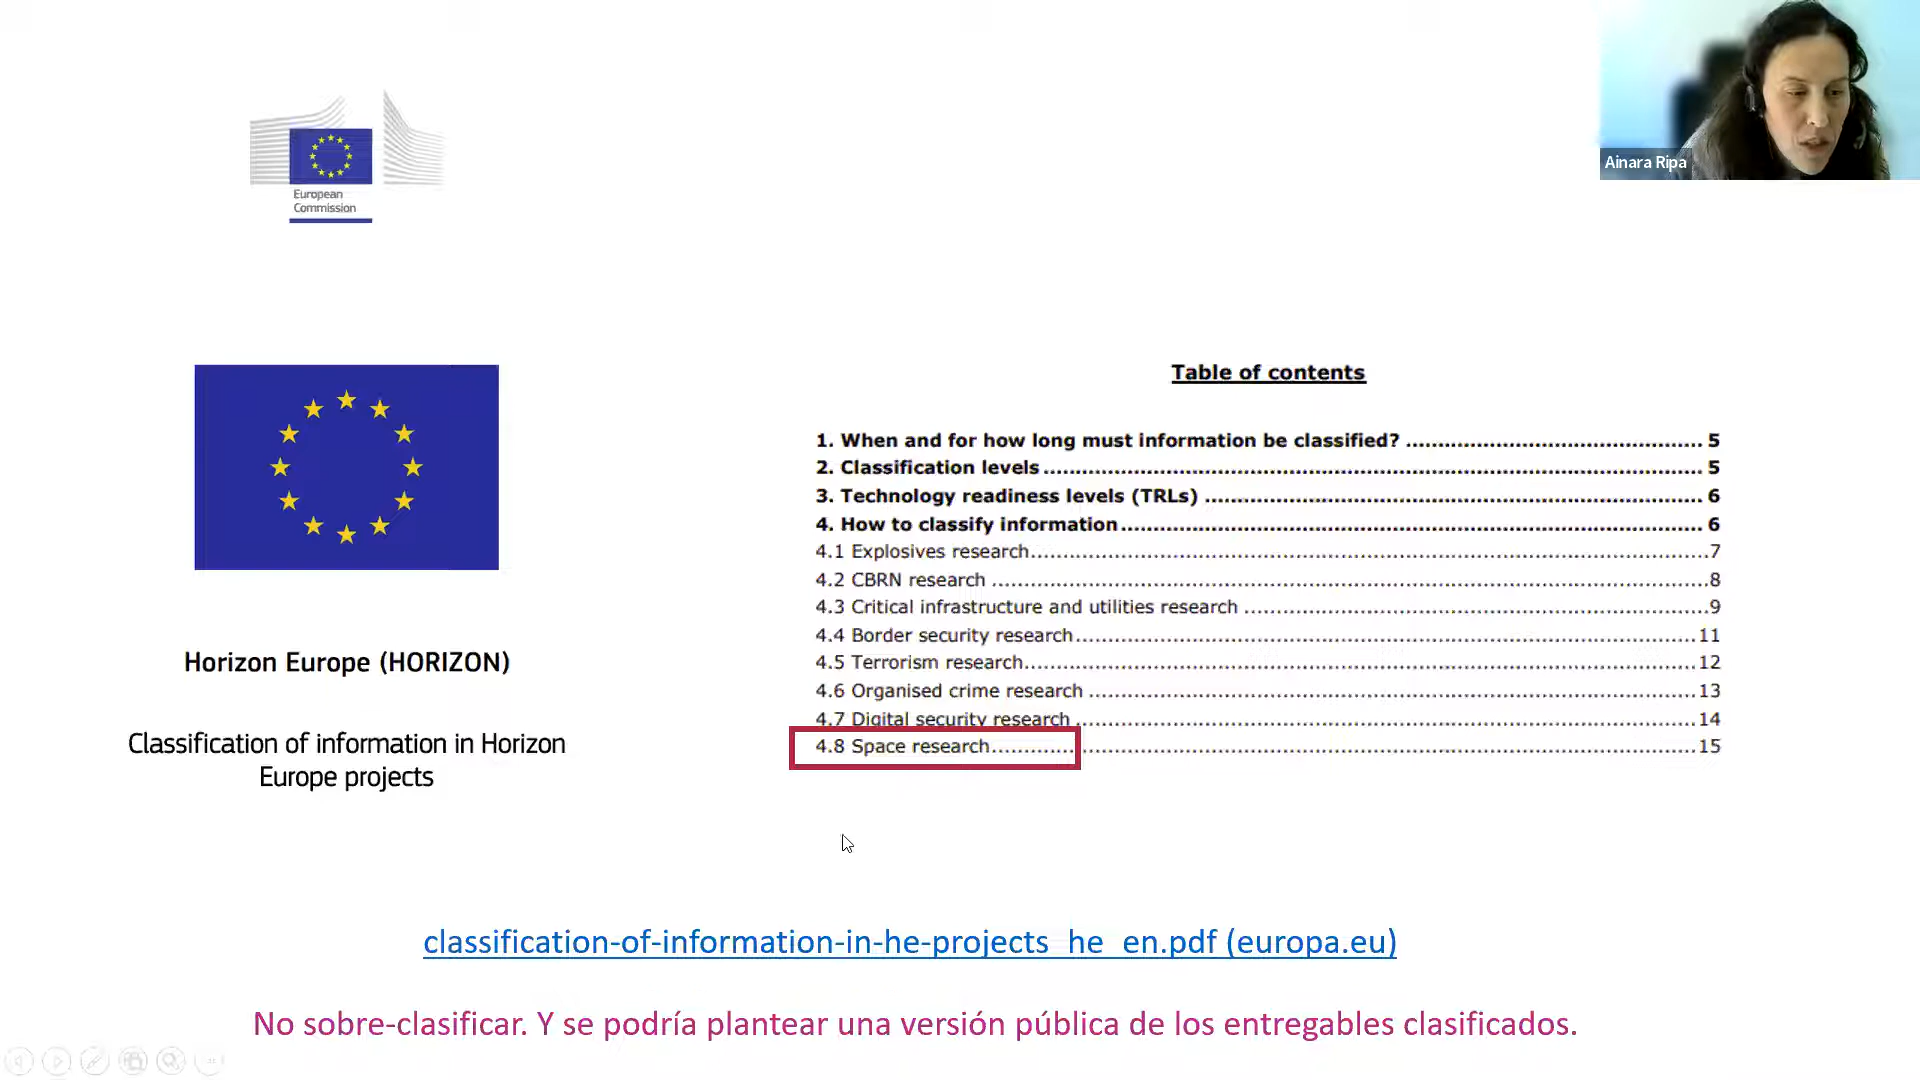 Ainara Ripa
European
Commission
Horizon Europe (HORIZON)
Classification of information in Horizon
Europe projects
Table of contents
1. When and for how long must information be classified? ........................................ 5
2. Classification levels ........................................ 5
3. Technology readiness levels (TRLs) ........................................ 6
4. How to classify information ........................................ 6
4.1 Explosives research ........................................ 7
4.2 CBRN research ........................................ 8
4.3 Critical infrastructure and utilities research ........................................ 9
4.4 Border security research ........................................ 11
4.5 Terrorism research ........................................ 12
4.6 Organised crime research ........................................ 13
4.7 Digital security research ........................................ 14
4.8 Space research ........................................ 15
classification-of-information-in-he-projects_he_en.pdf (europa.eu)
No sobre-clasificar. Y se podría plantear una versión pública de los entregables clasificados.